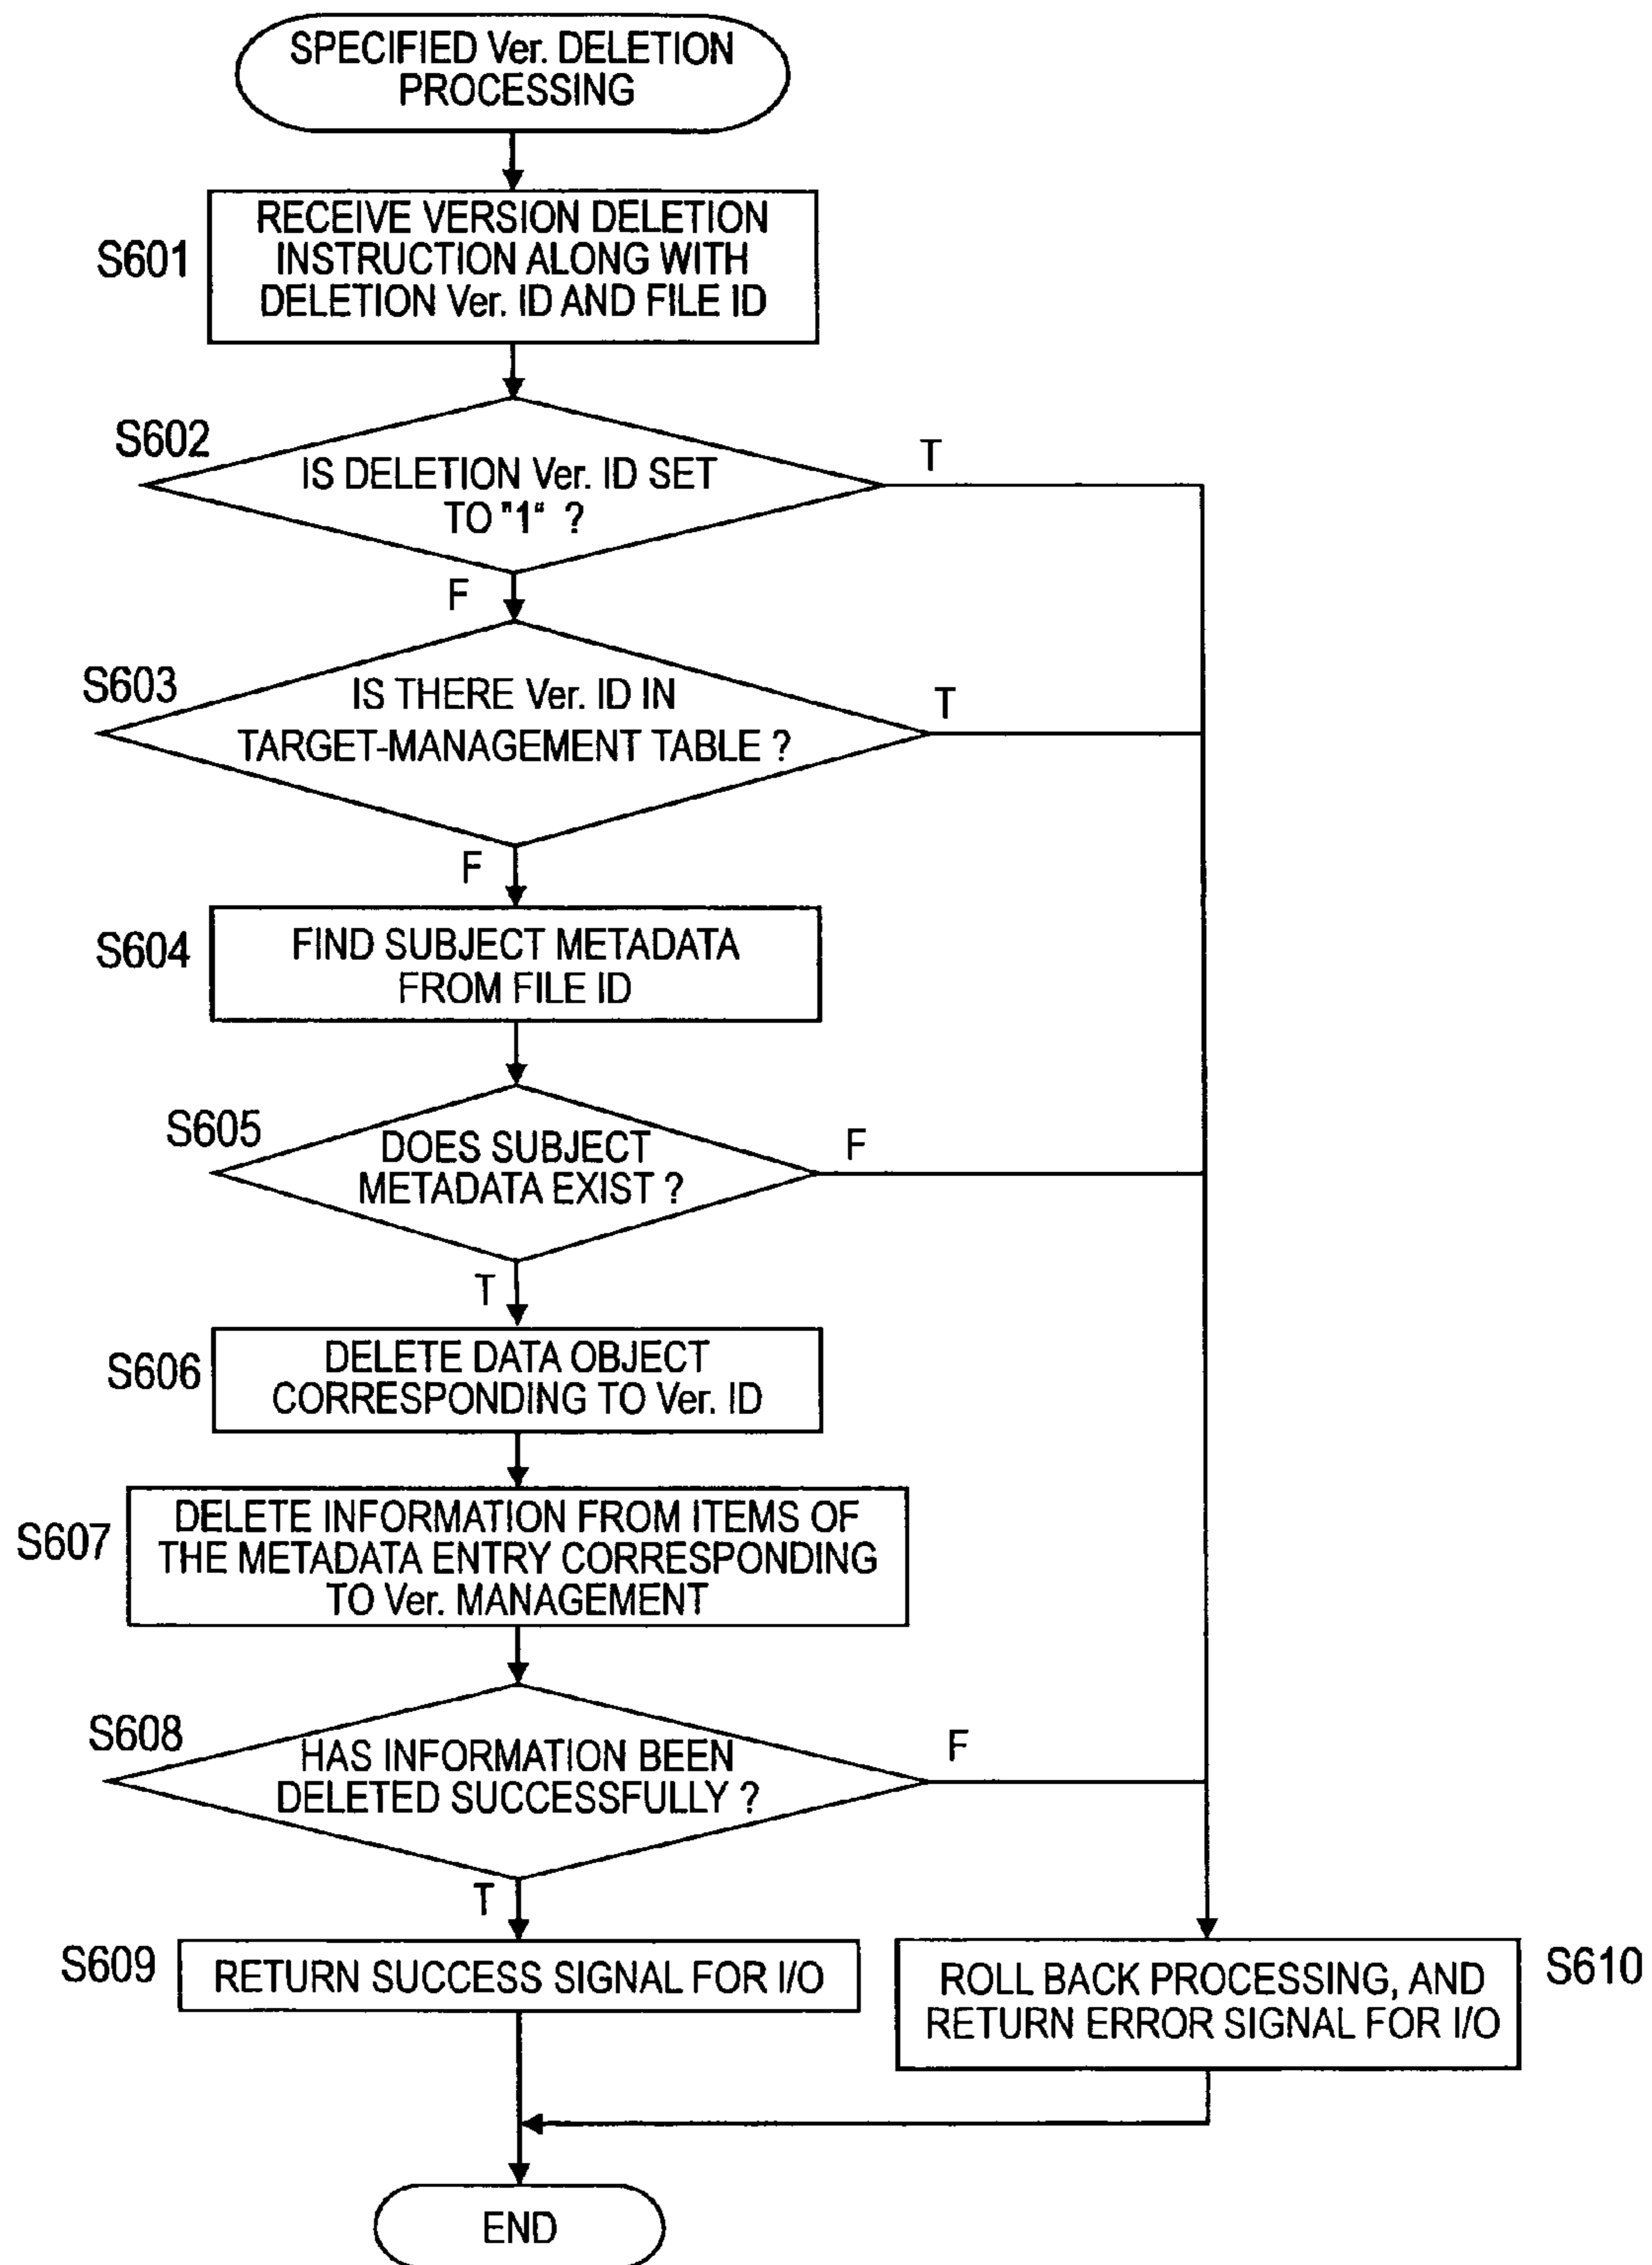 SPECIFIED Ver. DELETION
PROCESSING
S601
RECEIVE VERSION DELETION
INSTRUCTION ALONG WITH
DELETION Ver. ID AND FILE ID
S602
IS DELETION Ver. ID SET
TO "1" ?
T
F
S603
IS THERE Ver. ID IN
TARGET-MANAGEMENT TABLE ?
T
F
S604
FIND SUBJECT METADATA
FROM FILE ID
S605
DOES SUBJECT
METADATA EXIST ?
F
T
S606
DELETE DATA OBJECT
CORRESPONDING TO Ver. ID
S607
DELETE INFORMATION FROM ITEMS OF
THE METADATA ENTRY CORRESPONDING
TO Ver. MANAGEMENT
S608
HAS INFORMATION BEEN
DELETED SUCCESSFULLY ?
F
T
S609
RETURN SUCCESS SIGNAL FOR I/O
ROLL BACK PROCESSING, AND
RETURN ERROR SIGNAL FOR I/O
S610
END